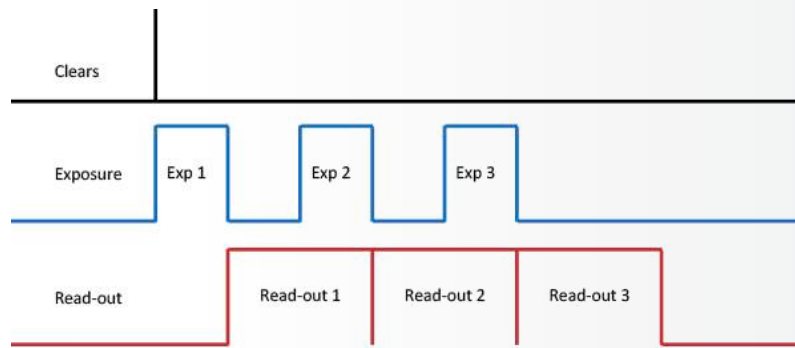 Clears
Exposure
Exp 1
Exp 2
Exp 3
Read-out
Read-out 1
Read-out 2
Read-out 3